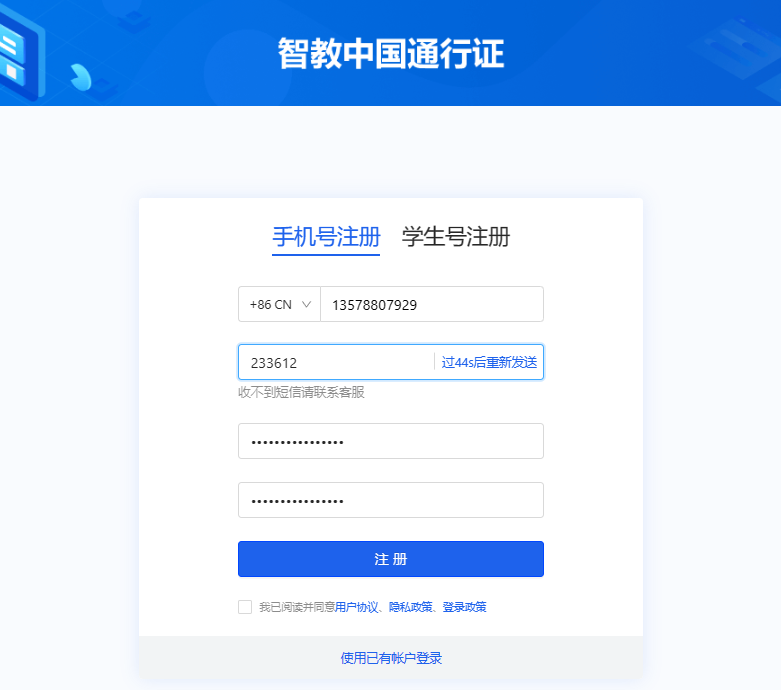 智教中国通行证
手机号注册 学生号注册
+86 CN 13578807929
233612 过44s后重新发送
收不到短信请联系客服
••••••••••••••••
••••••••••••••••
注 册
我已阅读并同意用户协议、隐私政策、登录政策
使用已有帐户登录